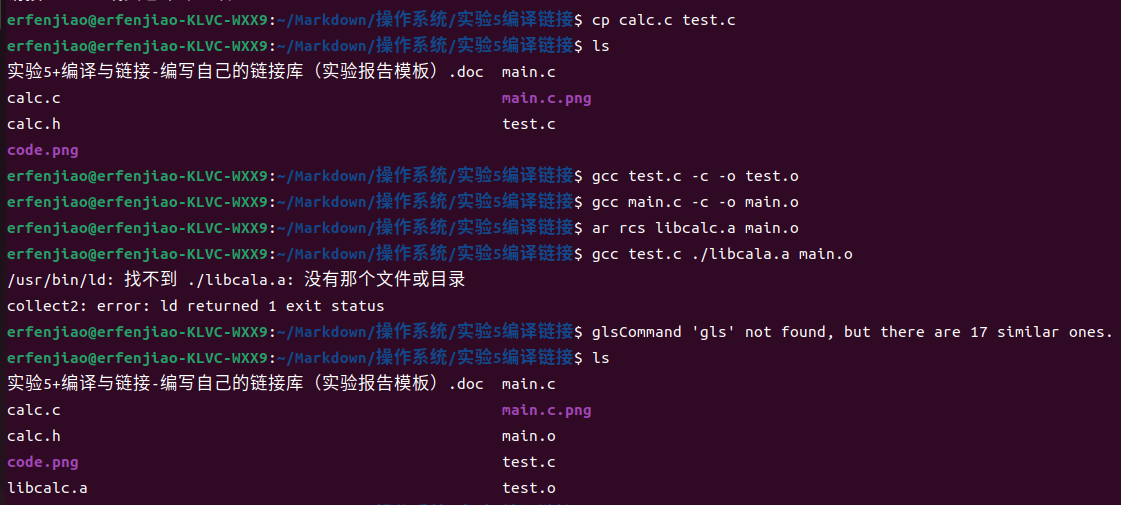 erfenjiao@erfenjiao-KLVC-WXX9:~/Markdown/操作系统/实验5编译链接$ cp calc.c test.c
erfenjiao@erfenjiao-KLVC-WXX9:~/Markdown/操作系统/实验5编译链接$ ls
实验5+编译与链接-编写自己的链接库（实验报告模板）.doc main.c
calc.c main.c.png
calc.h test.c
code.png
erfenjiao@erfenjiao-KLVC-WXX9:~/Markdown/操作系统/实验5编译链接$ gcc test.c -c -o test.o
erfenjiao@erfenjiao-KLVC-WXX9:~/Markdown/操作系统/实验5编译链接$ gcc main.c -c -o main.o
erfenjiao@erfenjiao-KLVC-WXX9:~/Markdown/操作系统/实验5编译链接$ ar rcs libcalc.a main.o
erfenjiao@erfenjiao-KLVC-WXX9:~/Markdown/操作系统/实验5编译链接$ gcc test.c ./libcala.a main.o
/usr/bin/ld: 找不到 ./libcala.a: 没有那个文件或目录
collect2: error: ld returned 1 exit status
erfenjiao@erfenjiao-KLVC-WXX9:~/Markdown/操作系统/实验5编译链接$ glsCommand 'gls' not found, but there are 17 similar ones.
erfenjiao@erfenjiao-KLVC-WXX9:~/Markdown/操作系统/实验5编译链接$ ls
实验5+编译与链接-编写自己的链接库（实验报告模板）.doc main.c
calc.c main.c.png
calc.h main.o
code.png test.c
libcalc.a test.o